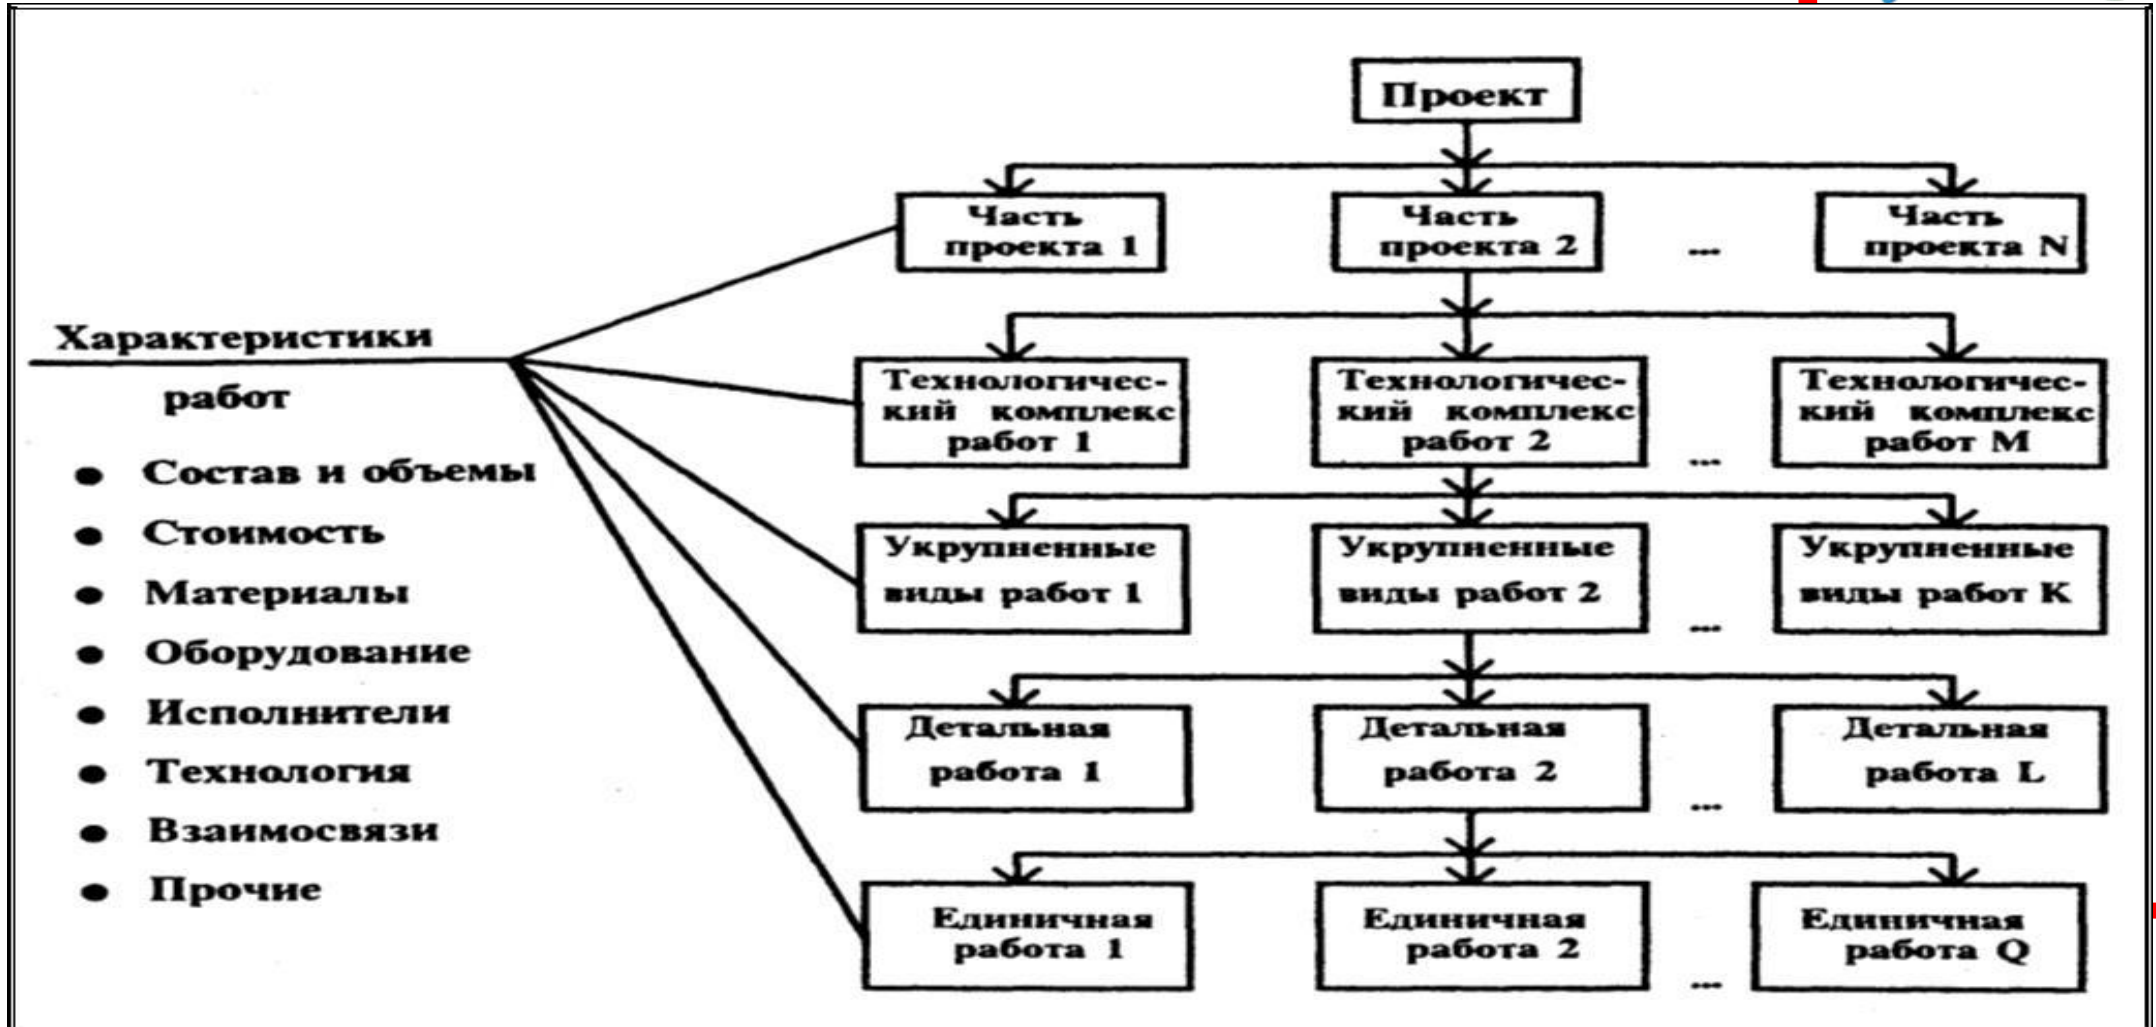 Проект
Часть
проекта 1
Часть
проекта 2
...
Часть
проекта N
Характеристики
работ
• Состав и объемы
• Стоимость
• Материалы
• Оборудование
• Исполнители
• Технология
• Взаимосвязи
• Прочие
Технологичес-
кий комплекс
работ 1
Технологичес-
кий комплекс
работ 2
...
Технологичес-
кий комплекс
работ М
Укрупненные
виды работ 1
Укрупненные
виды работ 2
...
Укрупненные
виды работ К
Детальная
работа 1
Детальная
работа 2
...
Детальная
работа L
Единичная
работа 1
Единичная
работа 2
...
Единичная
работа Q